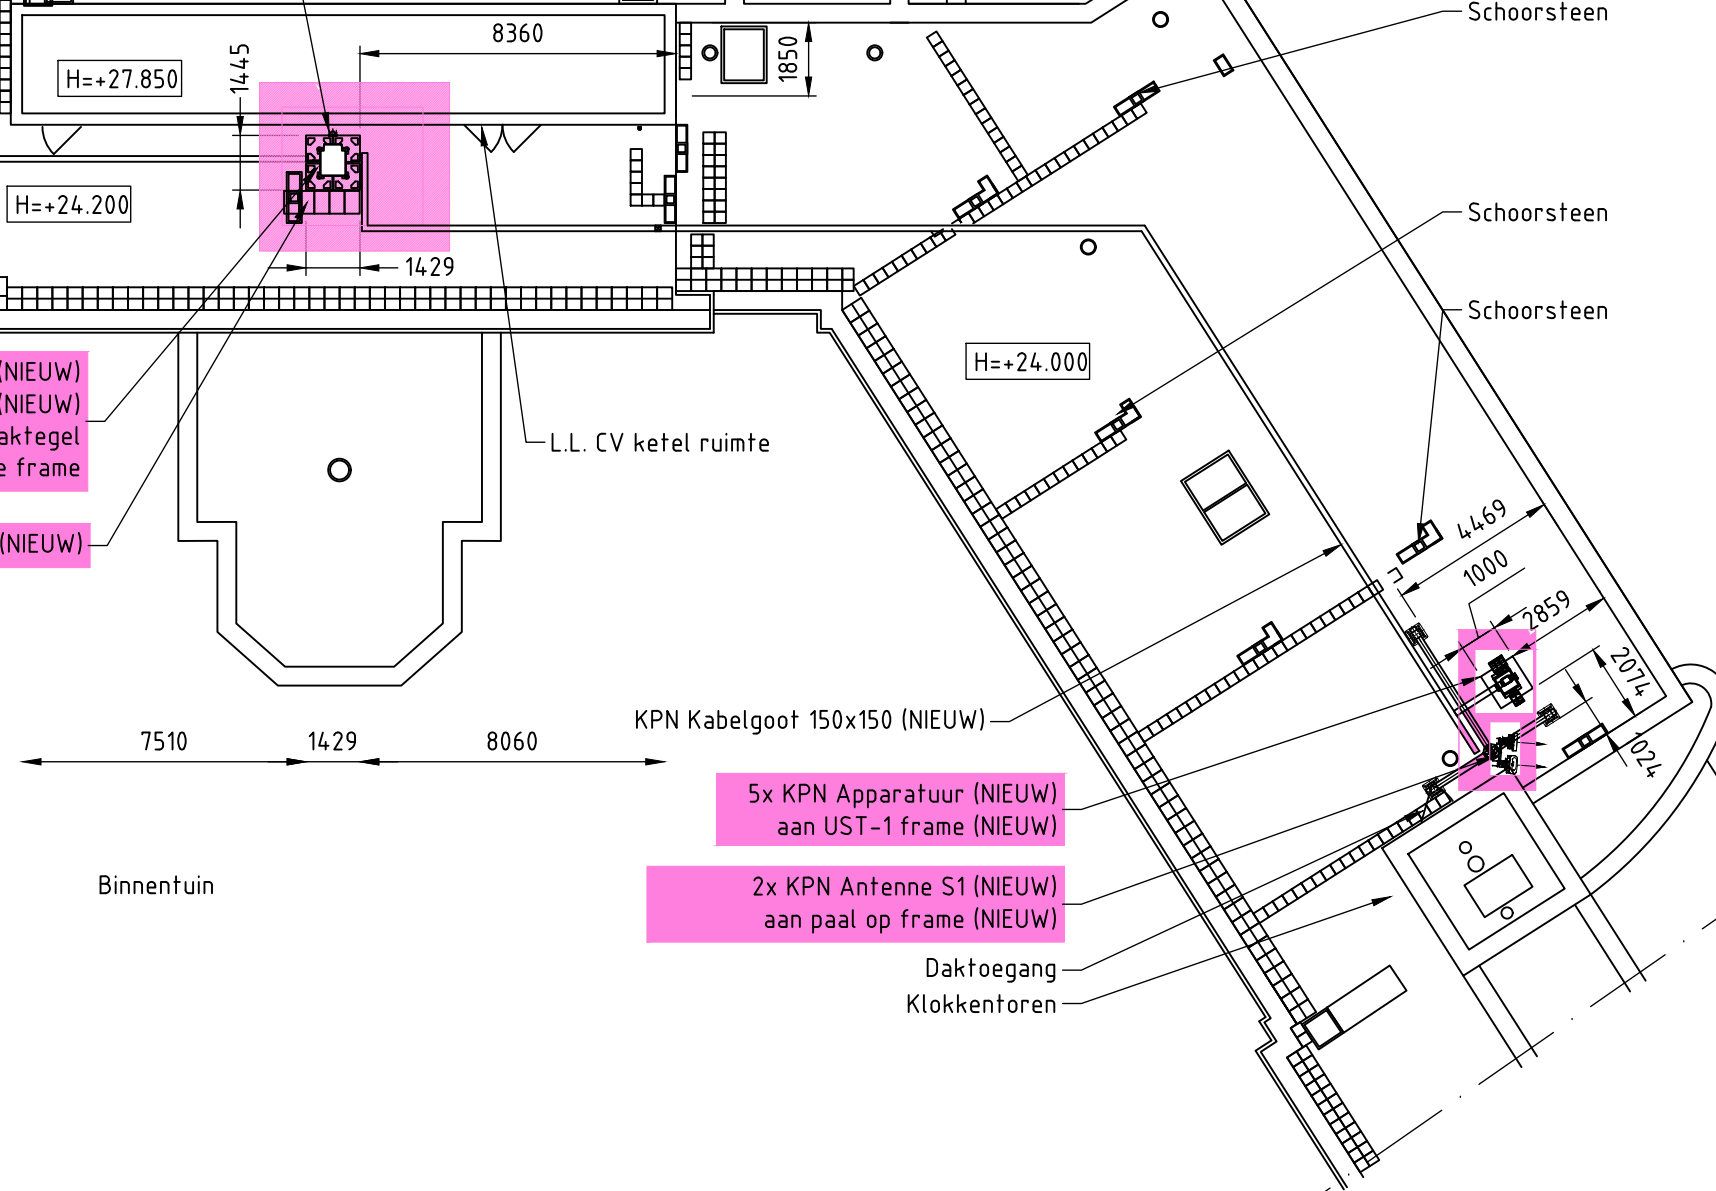 Schoorsteen
8360
1445
1850
H=+27.850
H=+24.200
Schoorsteen
1429
Schoorsteen
H=+24.000
(NIEUW)
(NIEUW)
aktegel
e frame
L.L. CV ketel ruimte
(NIEUW)
4469
1000
2859
2074
1024
KPN Kabelgoot 150x150 (NIEUW)
7510
1429
8060
5x KPN Apparatuur (NIEUW)
aan UST-1 frame (NIEUW)
Binnentuin
2x KPN Antenne S1 (NIEUW)
aan paal op frame (NIEUW)
Daktoegang
Klokkentoren